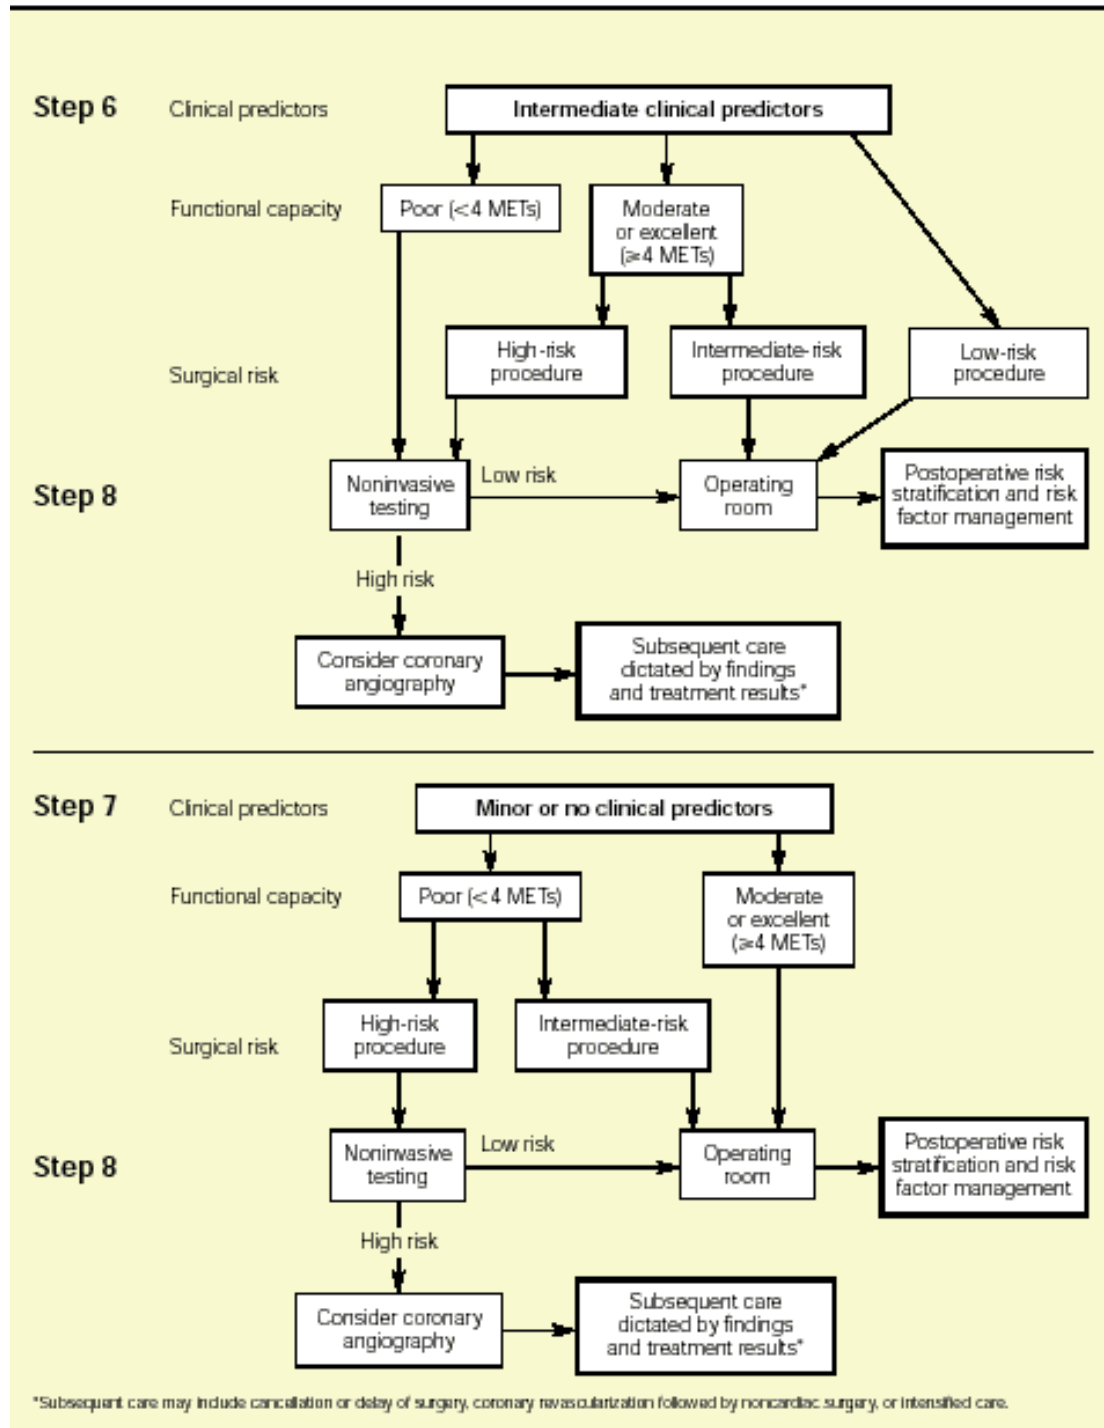 Step 6
Clinical predictors
Intermediate clinical predictors
Functional capacity
Poor (<4 METs)
Moderate
or excellent
(≥4 METs)
Surgical risk
High-risk
procedure
Intermediate-risk
procedure
Low-risk
procedure
Step 8
Noninvasive
testing
Low risk
Operating
room
Postoperative risk
stratification and risk
factor management
High risk
Consider coronary
angiography
Subsequent care
dictated by findings
and treatment results*
Step 7
Clinical predictors
Minor or no clinical predictors
Functional capacity
Poor (<4 METs)
Moderate
or excellent
(≥4 METs)
Surgical risk
High-risk
procedure
Intermediate-risk
procedure
Step 8
Noninvasive
testing
Low risk
Operating
room
Postoperative risk
stratification and risk
factor management
High risk
Consider coronary
angiography
Subsequent care
dictated by findings
and treatment results*
*Subsequent care may include cancellation or delay of surgery, coronary revascularization followed by noncardiac surgery, or intensified care.